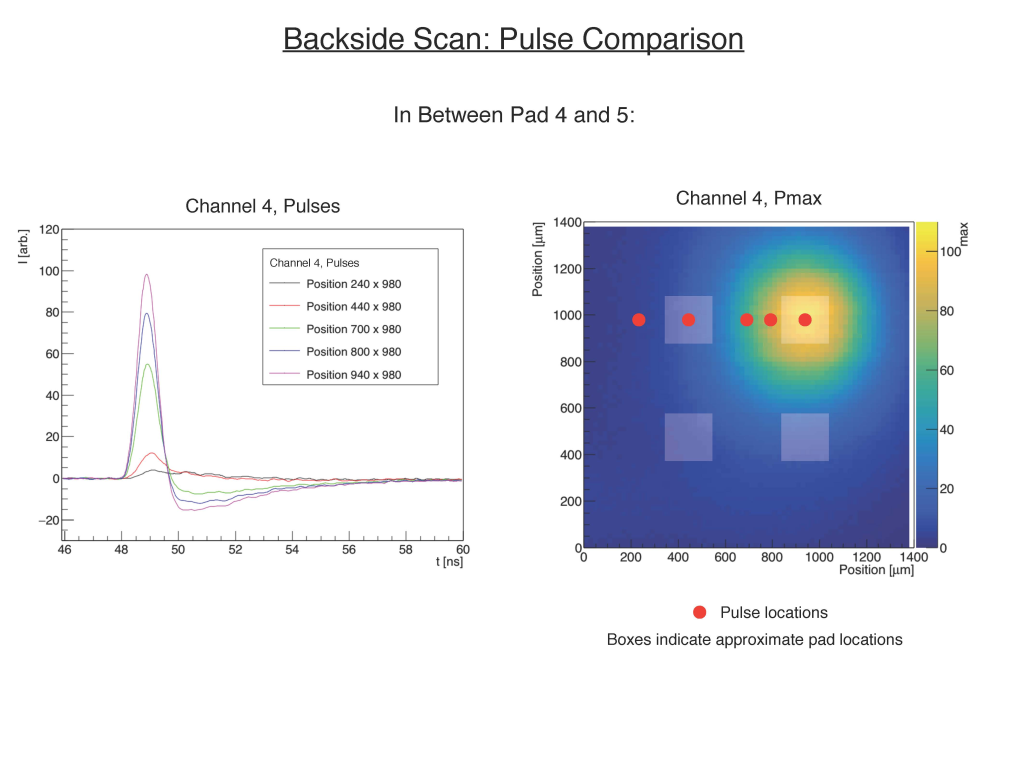 Backside Scan: Pulse Comparison
In Between Pad 4 and 5:
Channel 4, Pulses
I [arb.]
120
100
80
60
40
20
0
−20
46 48 50 52 54 56 58 60
t [ns]
Channel 4, Pulses
Position 240 x 980
Position 440 x 980
Position 700 x 980
Position 800 x 980
Position 940 x 980
Channel 4, Pmax
Position [μm]
1400
1200
1000
800
600
400
200
0
0 200 400 600 800 1000 1200 1400
Position [μm]
max
100
80
60
40
20
0
Pulse locations
Boxes indicate approximate pad locations